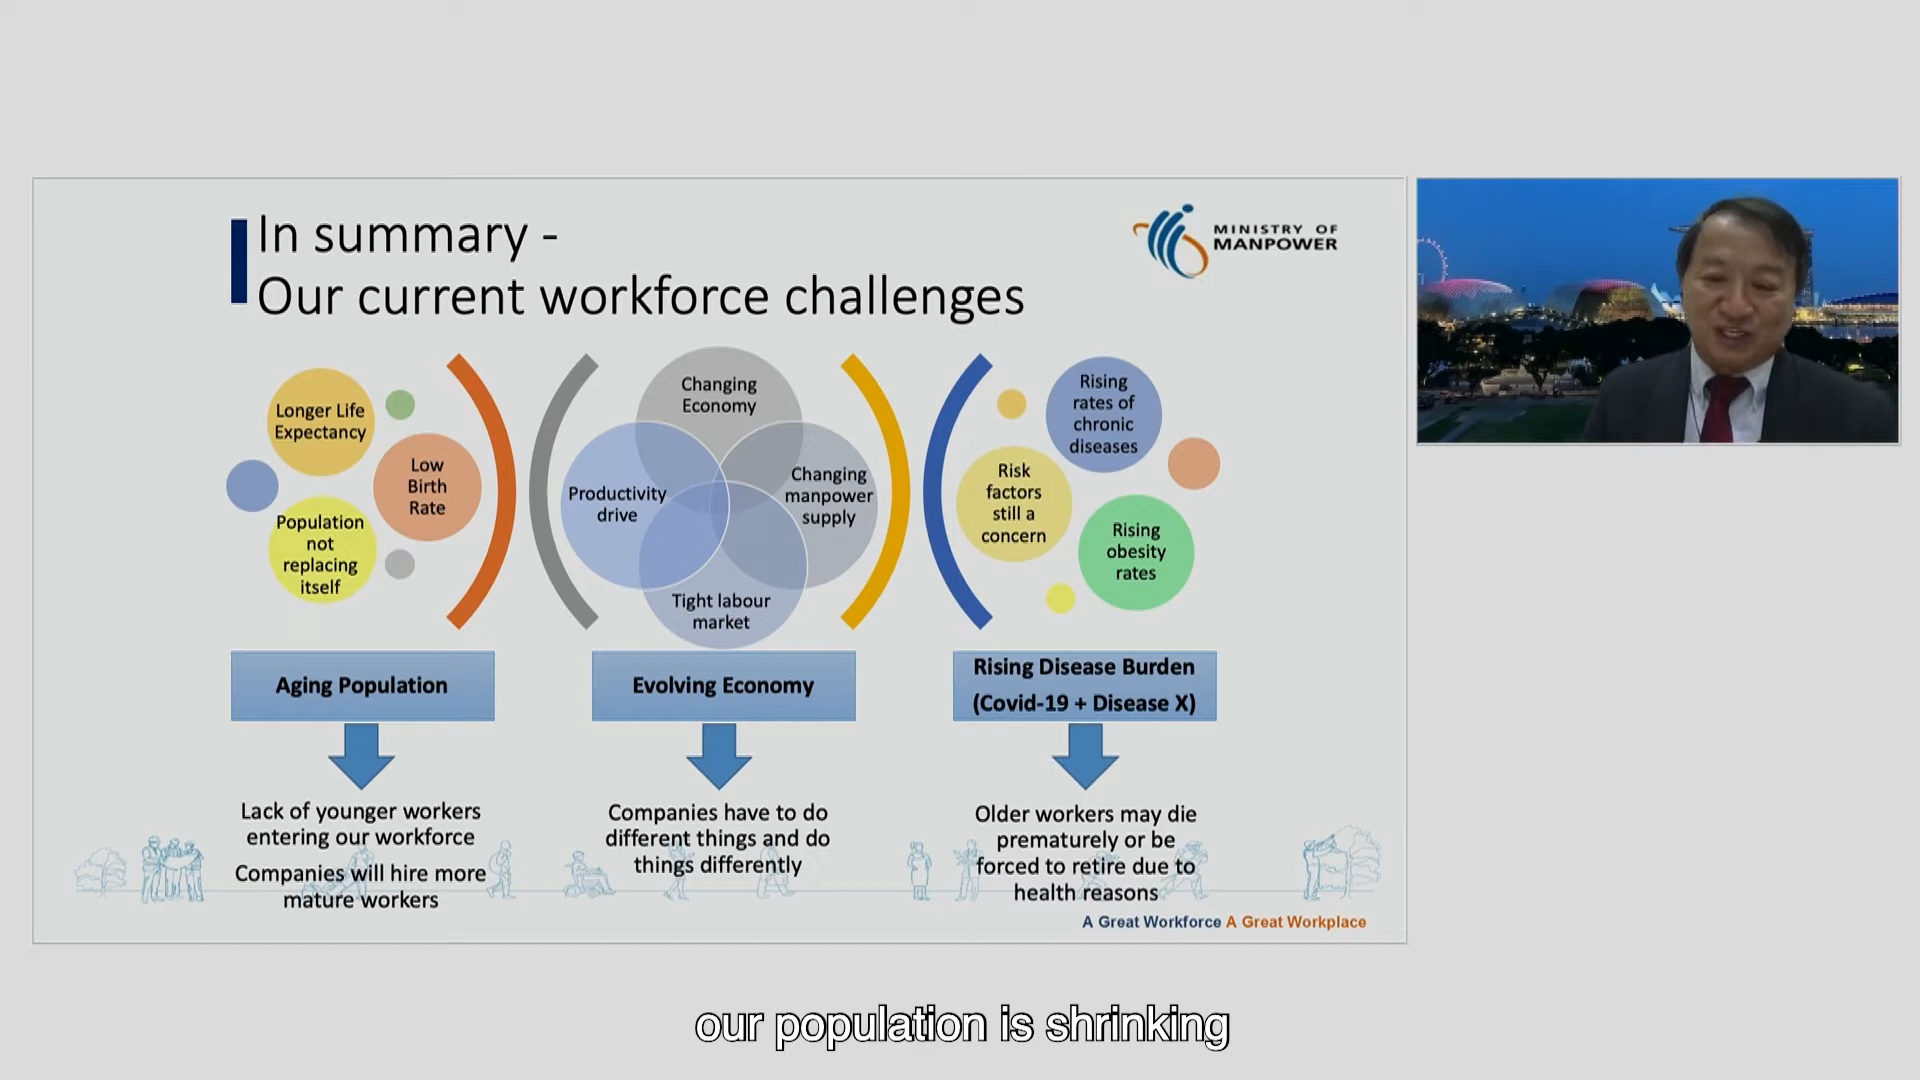 In summary -
Our current workforce challenges
MINISTRY OF
MANPOWER
Longer Life
Expectancy
Low
Birth
Rate
Population
not
replacing
itself
Changing
Economy
Productivity
drive
Changing
manpower
supply
Tight labour
market
Rising
rates of
chronic
diseases
Risk
factors
still a
concern
Rising
obesity
rates
Aging Population
Evolving Economy
Rising Disease Burden
(Covid-19 + Disease X)
Lack of younger workers
entering our workforce
Companies will hire more
mature workers
Companies have to do
different things and do
things differently
Older workers may die
prematurely or be
forced to retire due to
health reasons
A Great Workforce A Great Workplace
our population is shrinking